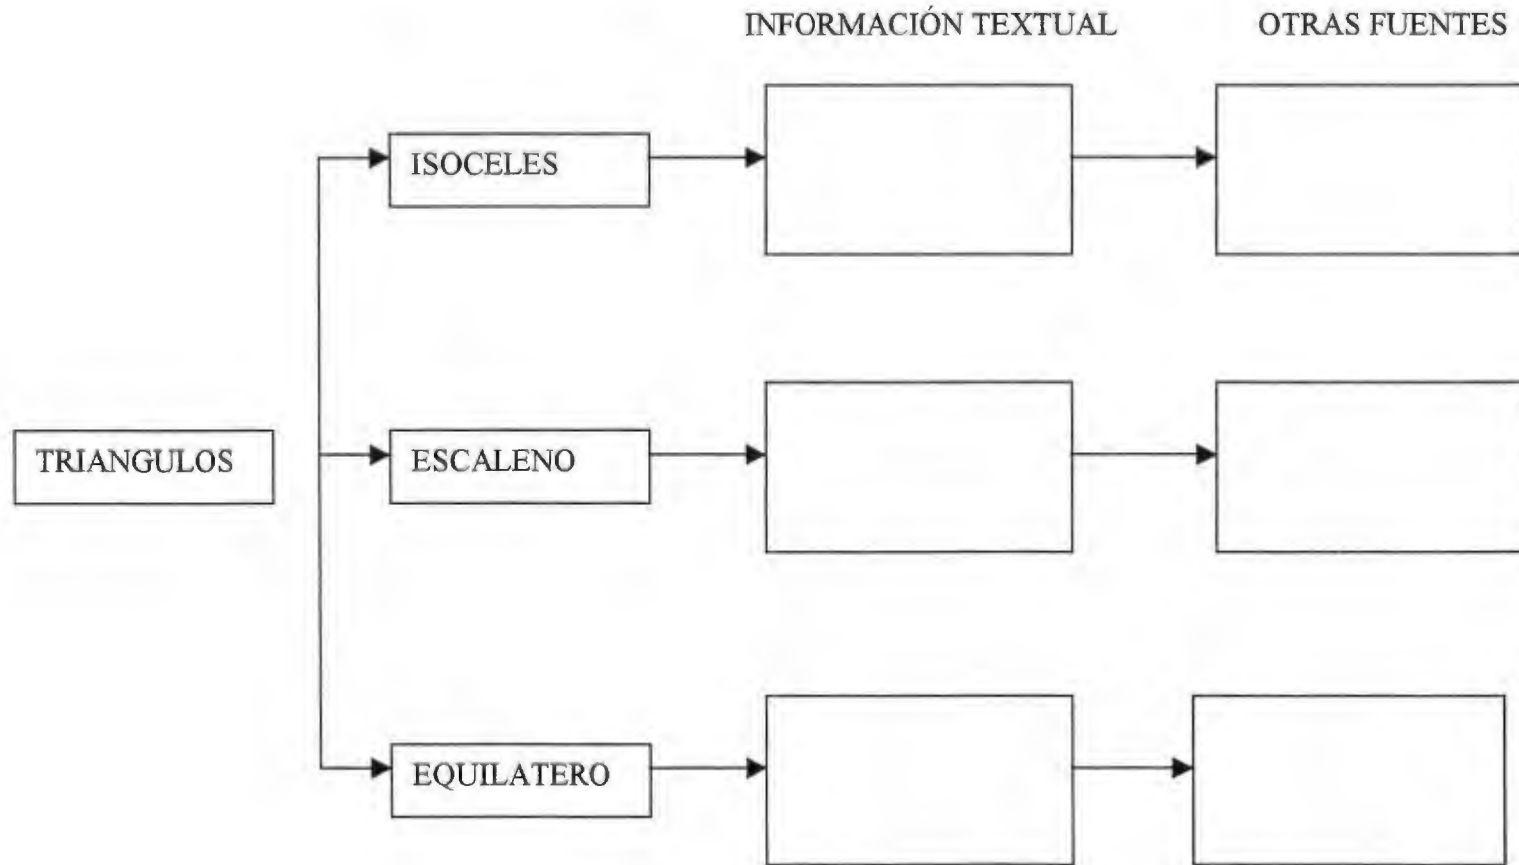 INFORMACIÓN TEXTUAL
OTRAS FUENTES
ISOCELES
TRIANGULOS
ESCALENO
EQUILATERO